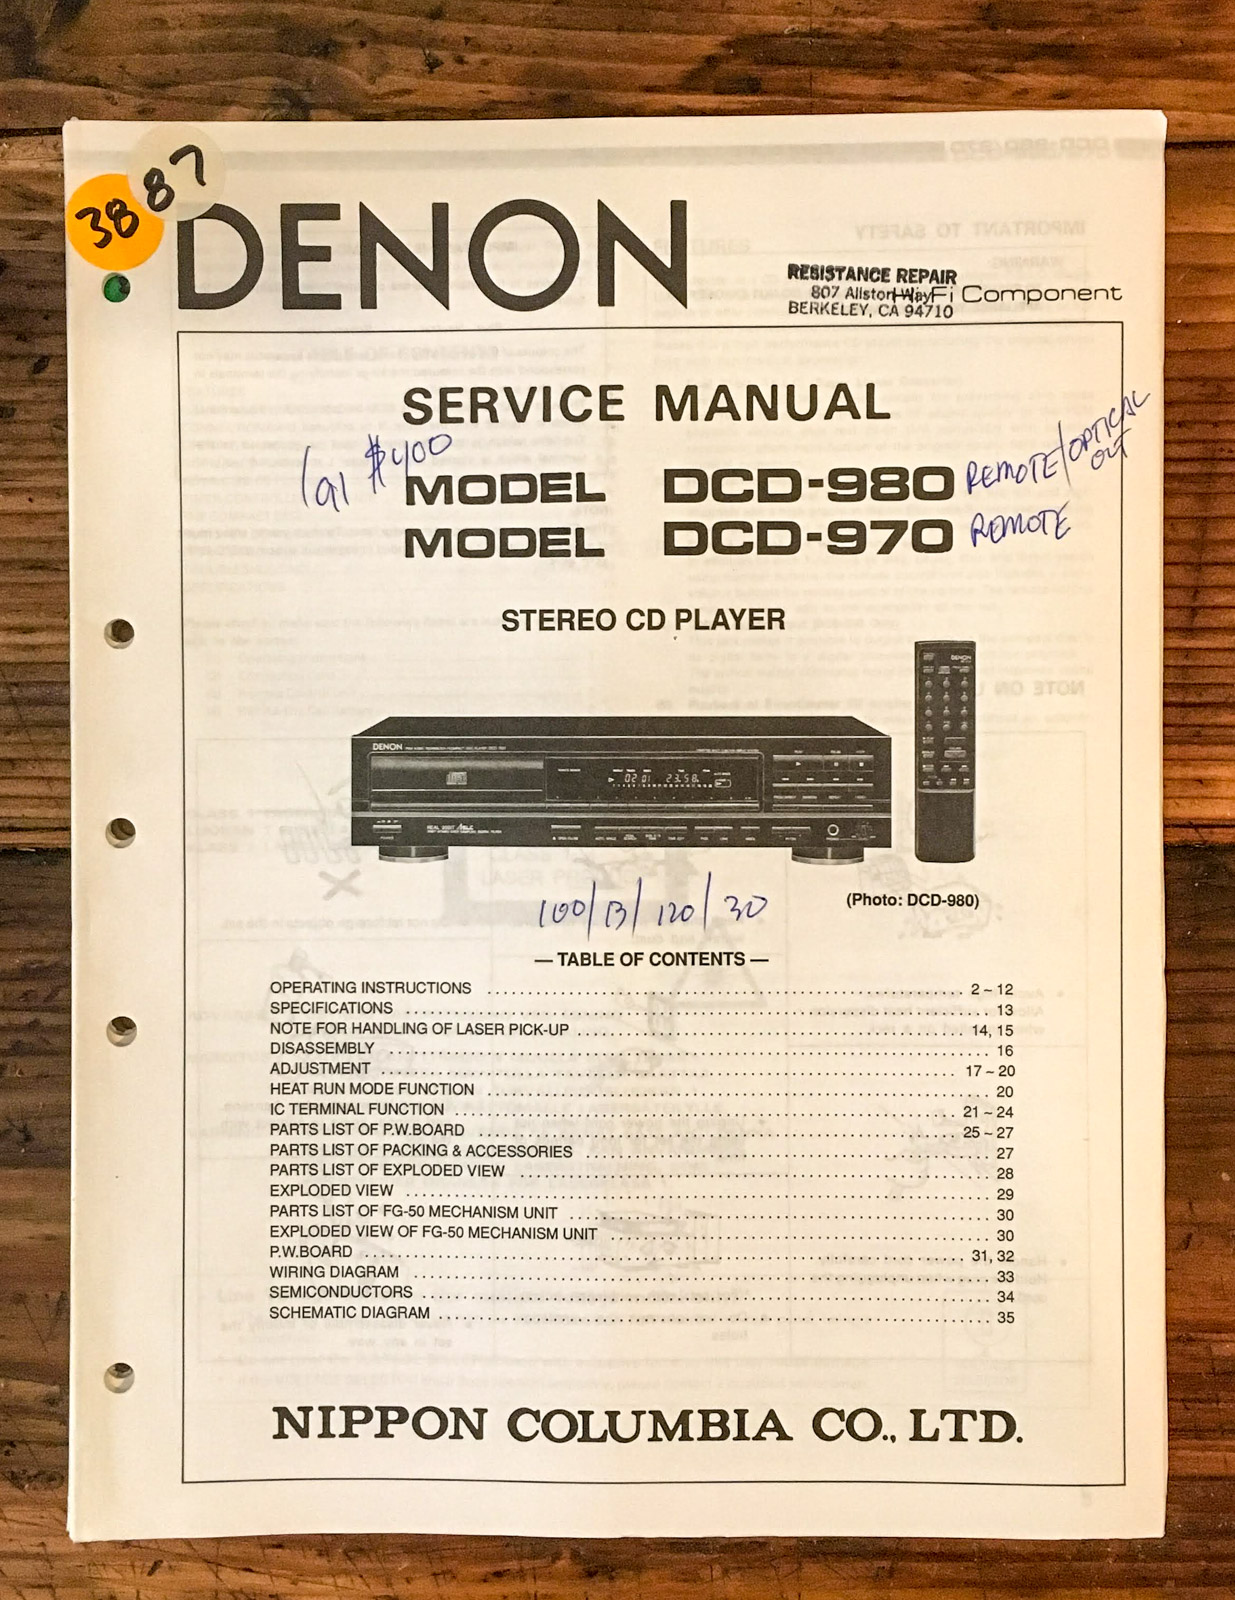 3887
DENON
RESISTANCE REPAIR
807 Allston Way
Fi Component
BERKELEY, CA 94710
SERVICE MANUAL
$400
MODEL DCD-980 REMOTE/OPTICAL OUT
MODEL DCD-970 REMOTE
STEREO CD PLAYER
DENON
DENON
02 01 23.58
(Photo: DCD-980)
100/13/120/30
— TABLE OF CONTENTS —
OPERATING INSTRUCTIONS 2 ~ 12
SPECIFICATIONS 13
NOTE FOR HANDLING OF LASER PICK-UP 14, 15
DISASSEMBLY 16
ADJUSTMENT 17 ~ 20
HEAT RUN MODE FUNCTION 20
IC TERMINAL FUNCTION 21 ~ 24
PARTS LIST OF P.W.BOARD 25 ~ 27
PARTS LIST OF PACKING & ACCESSORIES 27
PARTS LIST OF EXPLODED VIEW 28
EXPLODED VIEW 29
PARTS LIST OF FG-50 MECHANISM UNIT 30
EXPLODED VIEW OF FG-50 MECHANISM UNIT 30
P.W.BOARD 31, 32
WIRING DIAGRAM 33
SEMICONDUCTORS 34
SCHEMATIC DIAGRAM 35
NIPPON COLUMBIA CO., LTD.